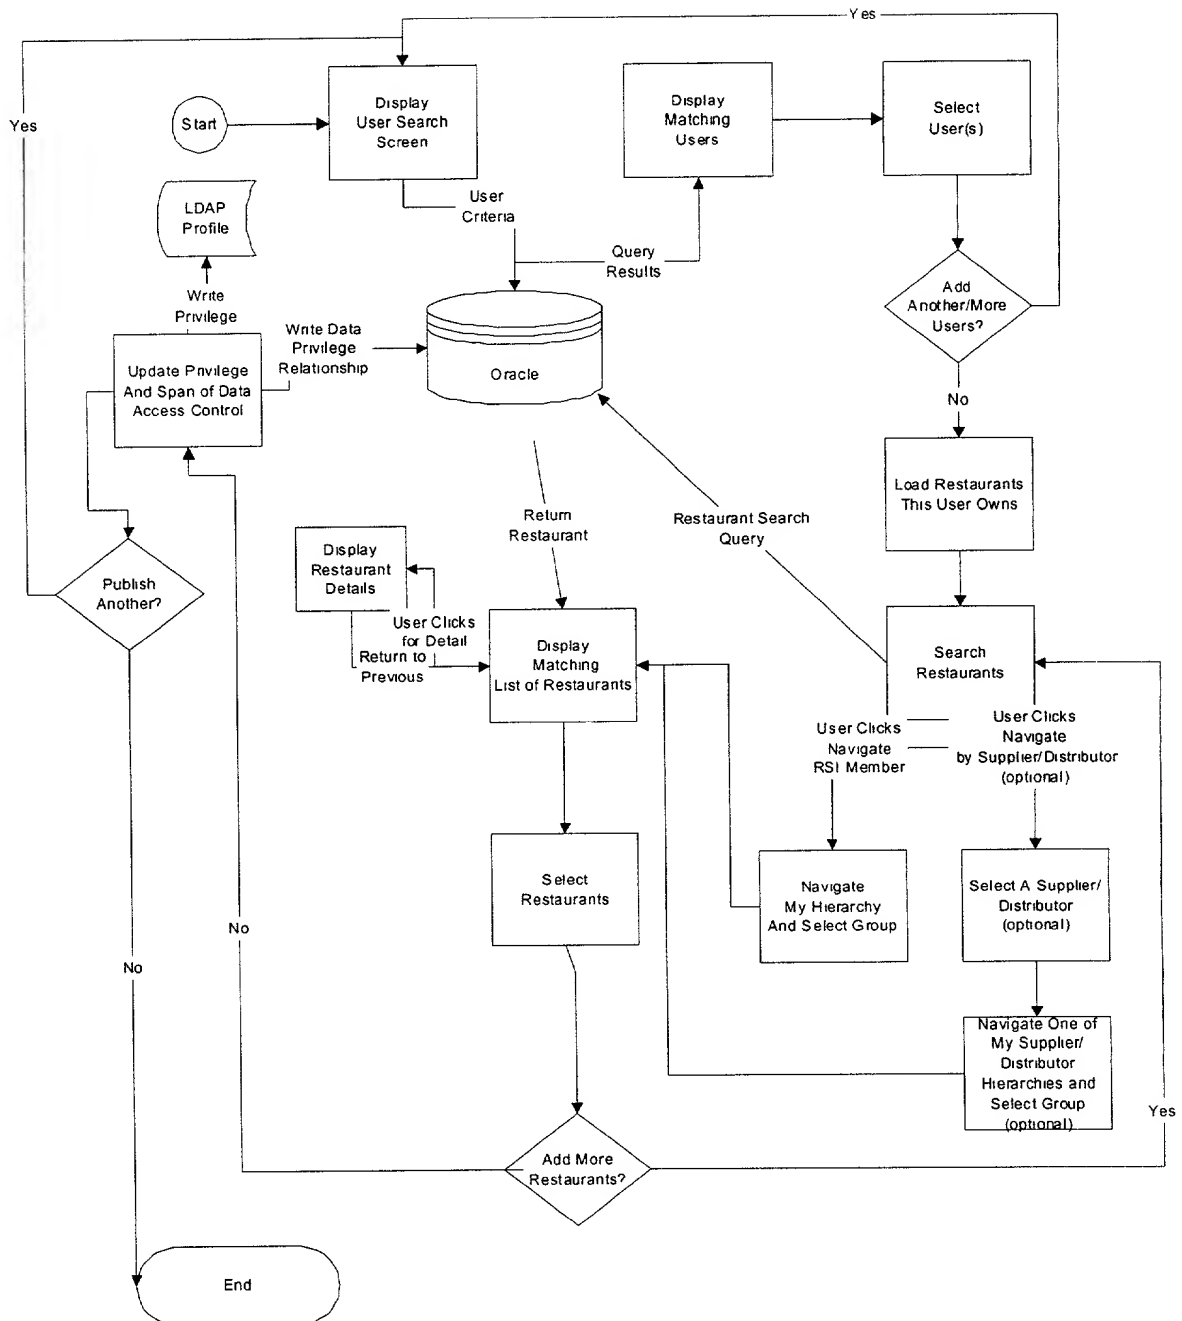 Yes
Yes
Start
Display
User Search
Screen
Display
Matching
Users
Select
User(s)
User
Criteria
LDAP
Profile
Query
Results
Add
Another/More
Users?
Write
Privilege
Write Data
Privilege
Relationship
Oracle
Update Privilege
And Span of Data
Access Control
No
Load Restaurants
This User Owns
Return
Restaurant
Restaurant Search
Query
Display
Restaurant
Details
Publish
Another?
User Clicks
for Detail
Return to
Previous
Display
Matching
List of Restaurants
Search
Restaurants
User Clicks
Navigate
RSI Member
User Clicks
Navigate
by Supplier/Distributor
(optional)
Select
Restaurants
Navigate
My Hierarchy
And Select Group
Select A Supplier/
Distributor
(optional)
No
No
Navigate One of
My Supplier/
Distributor
Hierarchies and
Select Group
(optional)
Yes
Add More
Restaurants?
End